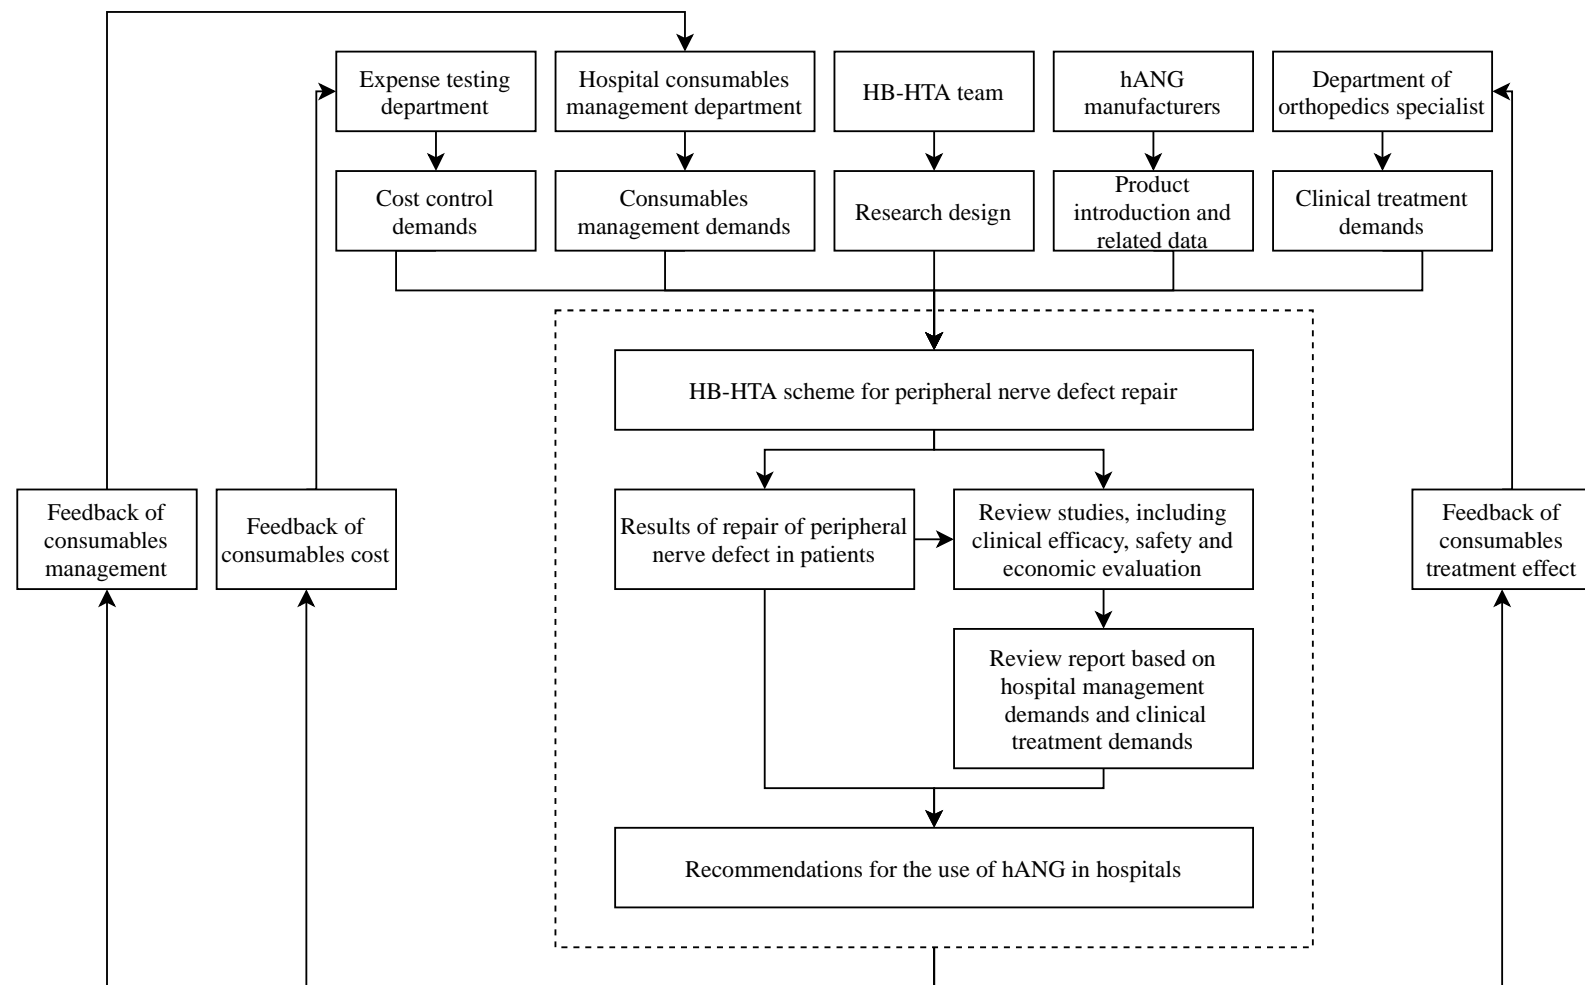 Expense testing
department
Hospital consumables
management department
HB-HTA team
hANG
manufacturers
Department of
orthopedics specialist
Cost control
demands
Consumables
management demands
Research design
Product
introduction and
related data
Clinical treatment
demands
HB-HTA scheme for peripheral nerve defect repair
Feedback of
consumables
management
Feedback of
consumables cost
Results of repair of peripheral
nerve defect in patients
Review studies, including
clinical efficacy, safety and
economic evaluation
Feedback of
consumables
treatment effect
Review report based on
hospital management
demands and clinical
treatment demands
Recommendations for the use of hANG in hospitals